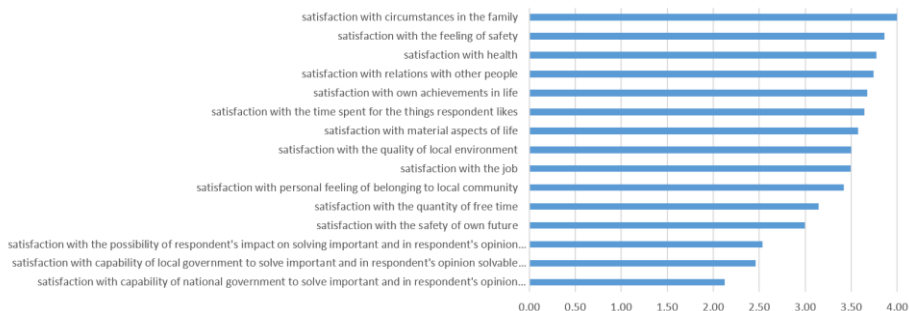 satisfaction with circumstances in the family
satisfaction with the feeling of safety
satisfaction with health
satisfaction with relations with other people
satisfaction with own achievements in life
satisfaction with the time spent for the things respondent likes
satisfaction with material aspects of life
satisfaction with the quality of local environment
satisfaction with the job
satisfaction with personal feeling of belonging to local community
satisfaction with the quantity of free time
satisfaction with the safety of own future
satisfaction with the possibility of respondent's impact on solving important and in respondent's opinion...
satisfaction with capability of local government to solve important and in respondent's opinion solvable...
satisfaction with capability of national government to solve important and in respondent's opinion...
0.00 0.50 1.00 1.50 2.00 2.50 3.00 3.50 4.00